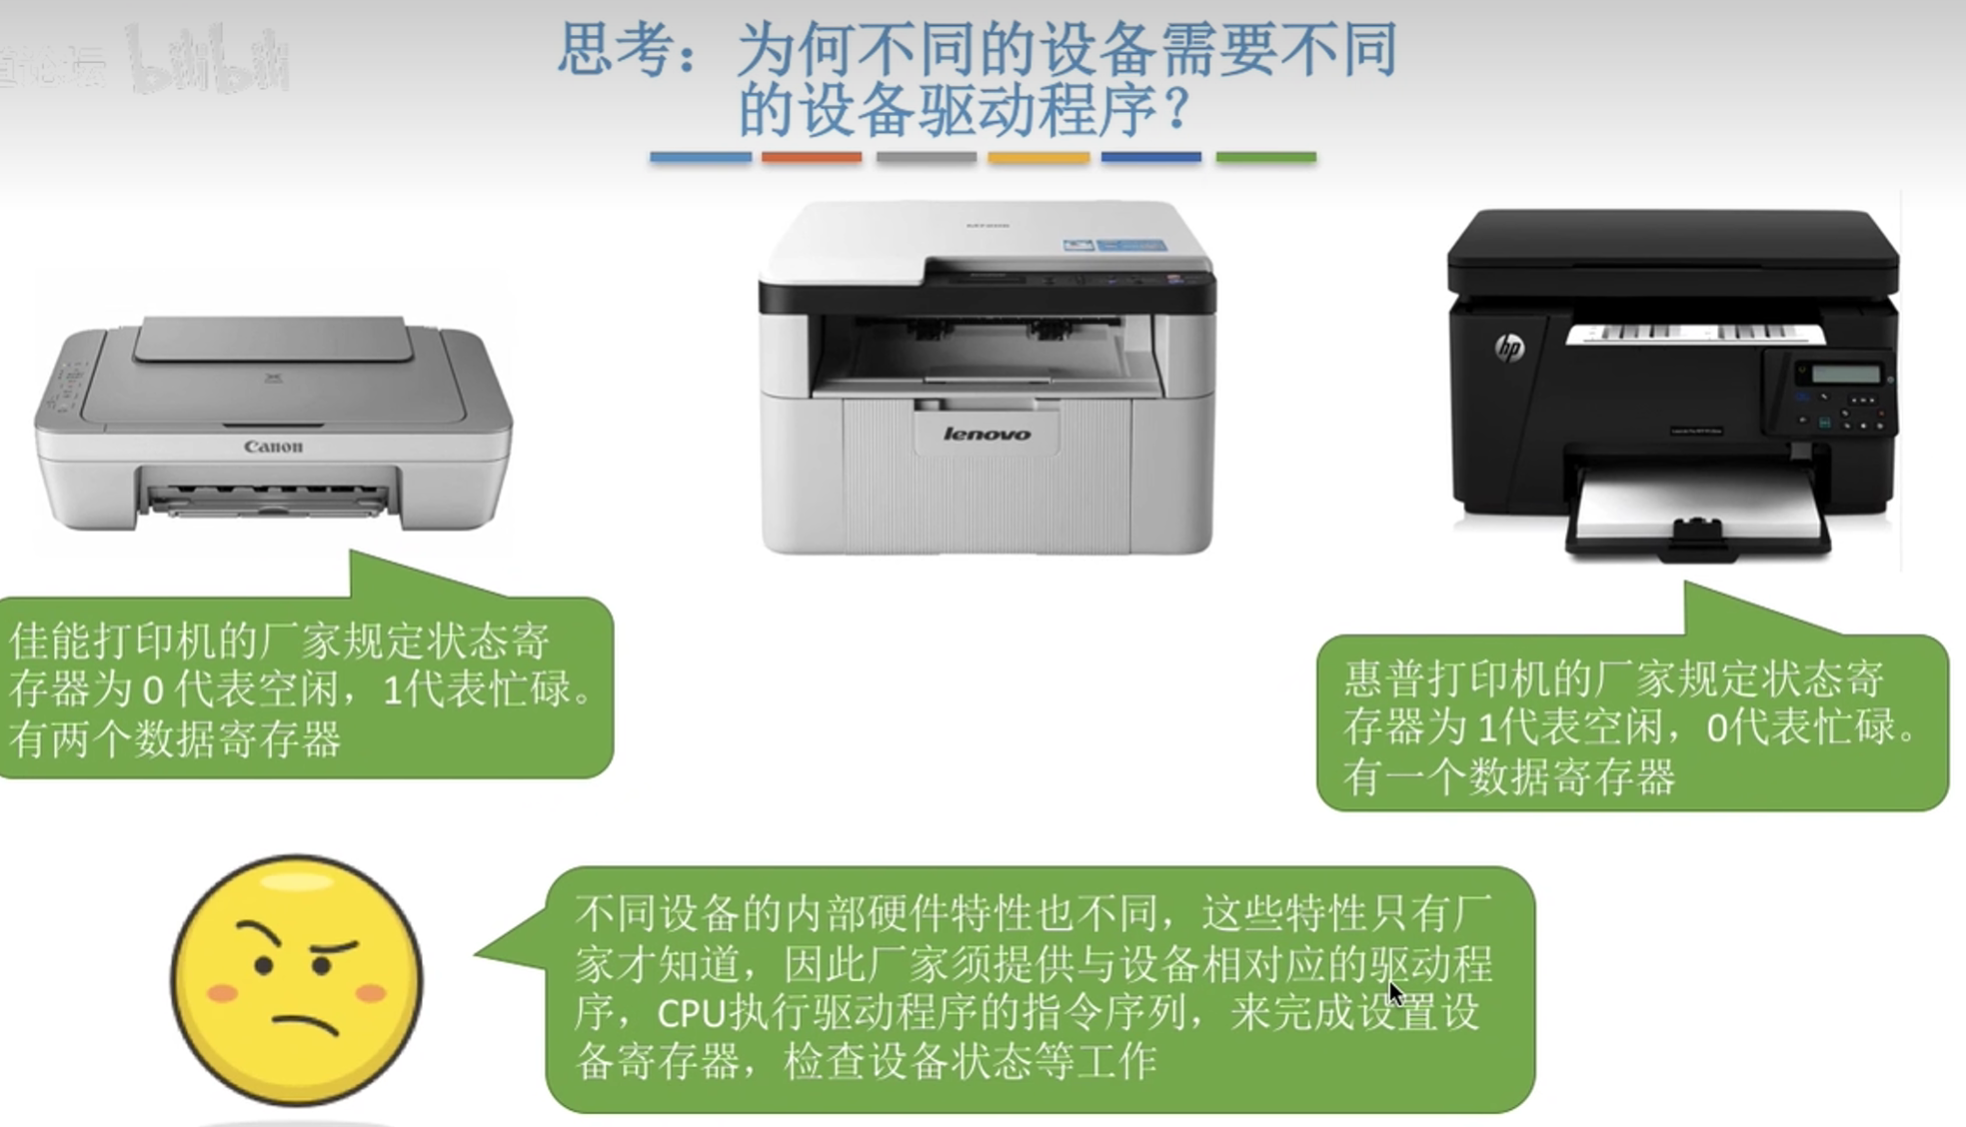 道论坛 bilibili
思考：为何不同的设备需要不同
的设备驱动程序？
Canon
lenovo
hp
佳能打印机的厂家规定状态寄
存器为 0 代表空闲，1代表忙碌。
有两个数据寄存器
惠普打印机的厂家规定状态寄
存器为 1代表空闲，0代表忙碌。
有一个数据寄存器
不同设备的内部硬件特性也不同，这些特性只有厂
家才知道，因此厂家须提供与设备相对应的驱动程
序，CPU执行驱动程序的指令序列，来完成设置设
备寄存器，检查设备状态等工作